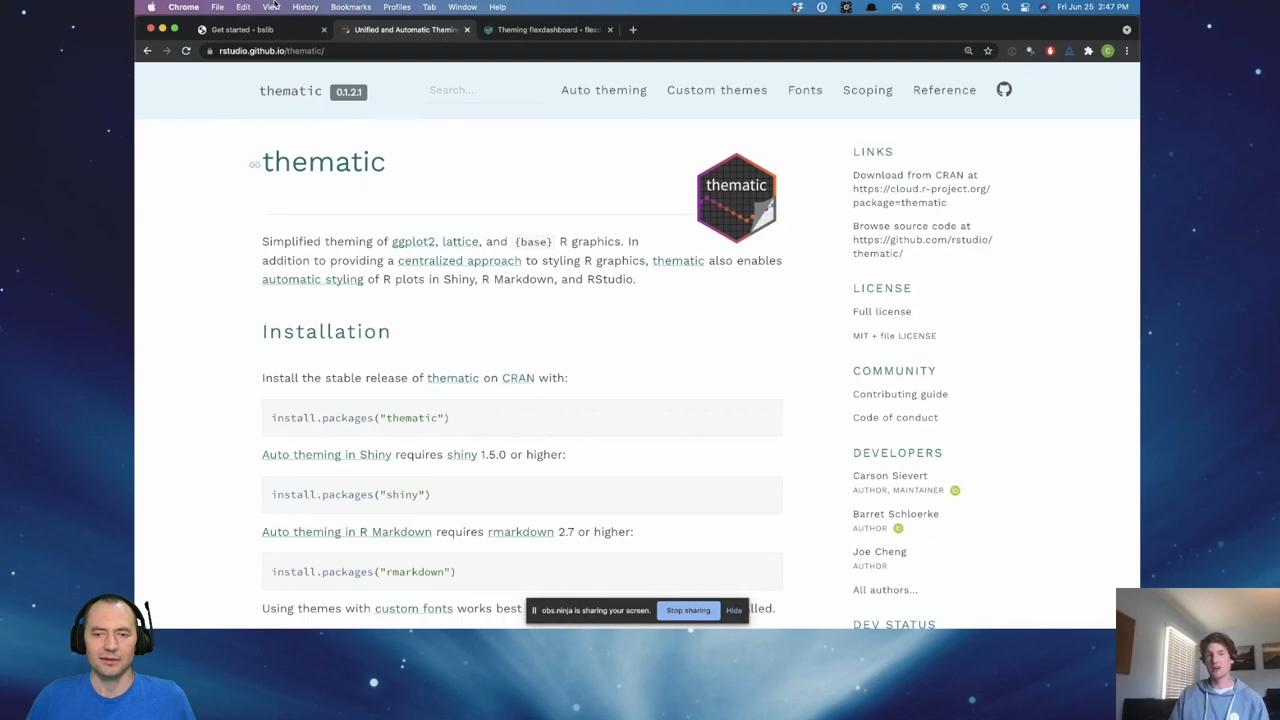 Chrome File Edit View History Bookmarks Profiles Tab Window Help
Fri Jun 25 2:47 PM
Get started • bslib
Unified and Automatic Theming
Theming flexdashboard • flexd
rstudio.github.io/thematic/
thematic 0.1.2.1
Search...
Auto theming Custom themes Fonts Scoping Reference
thematic
thematic
Simplified theming of ggplot2, lattice, and {base} R graphics. In
addition to providing a centralized approach to styling R graphics, thematic also enables
automatic styling of R plots in Shiny, R Markdown, and RStudio.
Installation
Install the stable release of thematic on CRAN with:
install.packages("thematic")
Auto theming in Shiny requires shiny 1.5.0 or higher:
install.packages("shiny")
Auto theming in R Markdown requires rmarkdown 2.7 or higher:
install.packages("rmarkdown")
Using themes with custom fonts works best
obs.ninja is sharing your screen. Stop sharing Hide
LINKS
Download from CRAN at
https://cloud.r-project.org/
package=thematic
Browse source code at
https://github.com/rstudio/
thematic/
LICENSE
Full license
MIT + file LICENSE
COMMUNITY
Contributing guide
Code of conduct
DEVELOPERS
Carson Sievert
AUTHOR, MAINTAINER
Barret Schloerke
AUTHOR
Joe Cheng
AUTHOR
All authors...
DEV STATUS